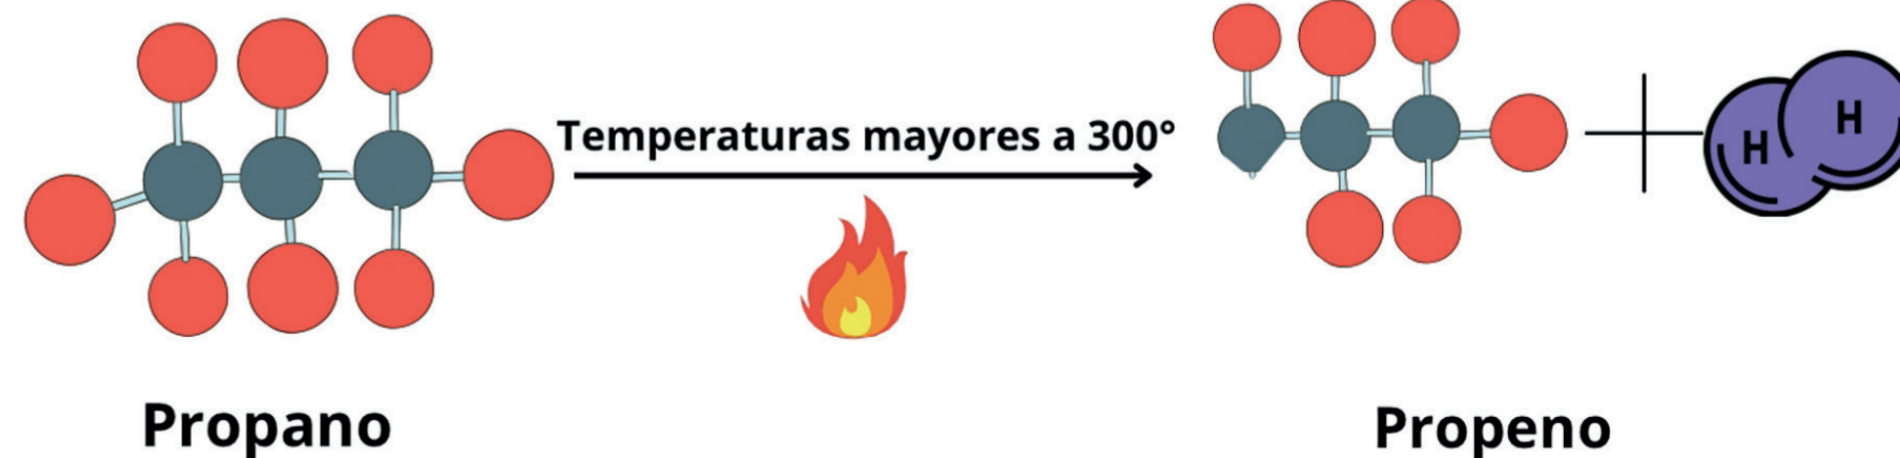 Temperaturas mayores a 300°
H
H
Propano
Propeno